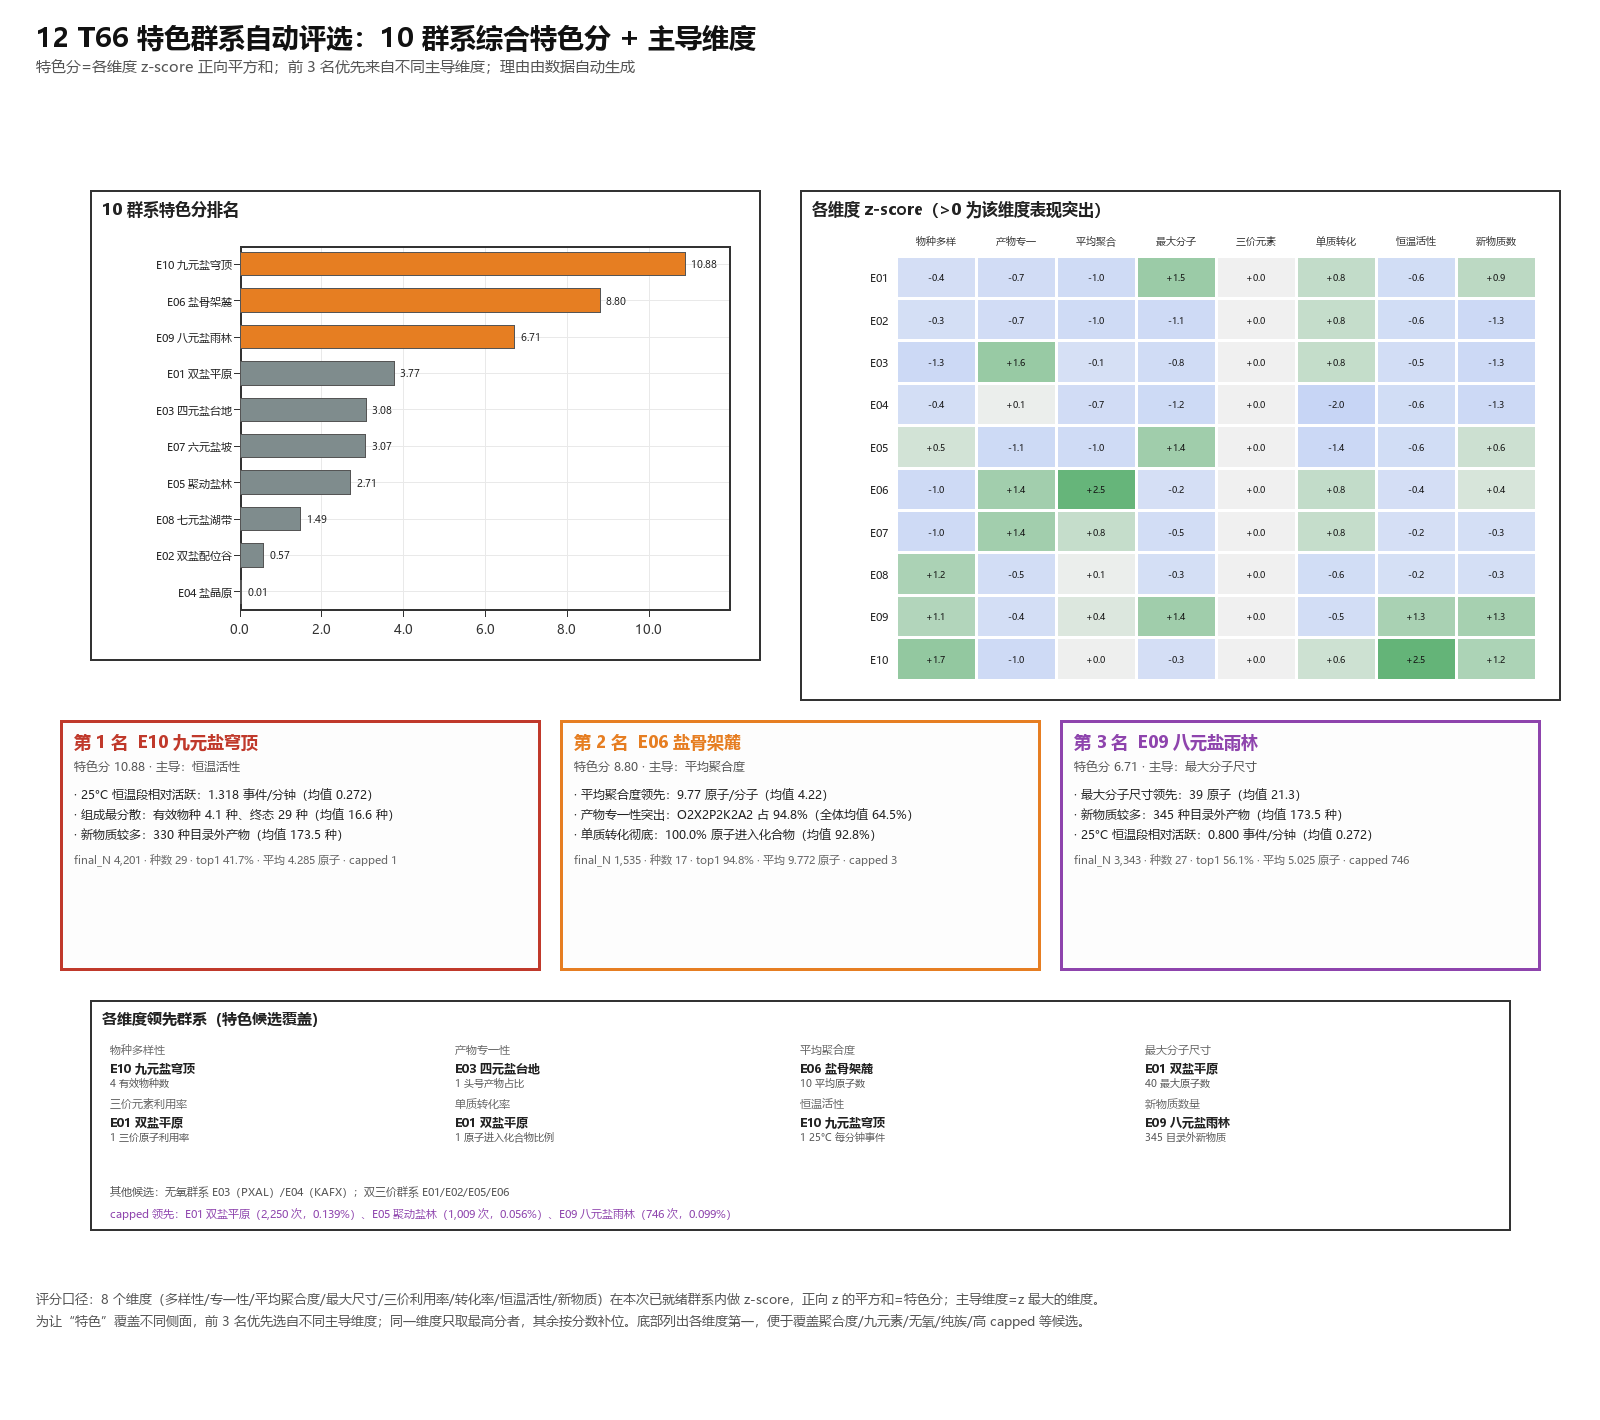 12 T66 特色群系自动评选：10 群系综合特色分 + 主导维度
特色分=各维度 z-score 正向平方和；前 3 名优先来自不同主导维度；理由由数据自动生成
10 群系特色分排名
E10 九元盐穹顶 10.88
E06 盐骨架麓 8.80
E09 八元盐雨林 6.71
E01 双盐平原 3.77
E03 四元盐台地 3.08
E07 六元盐坡 3.07
E05 聚动盐林 2.71
E08 七元盐湖带 1.49
E02 双盐配位谷 0.57
E04 盐晶原 0.01
0.0 2.0 4.0 6.0 8.0 10.0
各维度 z-score（>0 为该维度表现突出）
物种多样 产物专一 平均聚合 最大分子 三价元素 单质转化 恒温活性 新物质数
E01 -0.4 -0.7 -1.0 +1.5 +0.0 +0.8 -0.6 +0.9
E02 -0.3 -0.7 -1.0 -1.1 +0.0 +0.8 -0.6 -1.3
E03 -1.3 +1.6 -0.1 -0.8 +0.0 +0.8 -0.5 -1.3
E04 -0.4 +0.1 -0.7 -1.2 +0.0 -2.0 -0.6 -1.3
E05 +0.5 -1.1 -1.0 +1.4 +0.0 -1.4 -0.6 +0.6
E06 -1.0 +1.4 +2.5 -0.2 +0.0 +0.8 -0.4 +0.4
E07 -1.0 +1.4 +0.8 -0.5 +0.0 +0.8 -0.2 -0.3
E08 +1.2 -0.5 +0.1 -0.3 +0.0 -0.6 -0.2 -0.3
E09 +1.1 -0.4 +0.4 +1.4 +0.0 -0.5 +1.3 +1.3
E10 +1.7 -1.0 +0.0 -0.3 +0.0 +0.6 +2.5 +1.2
第 1 名 E10 九元盐穹顶
特色分 10.88 · 主导：恒温活性
· 25°C 恒温段相对活跃：1.318 事件/分钟（均值 0.272）
· 组成最分散：有效物种 4.1 种、终态 29 种（均值 16.6 种）
· 新物质较多：330 种目录外产物（均值 173.5 种）
final_N 4,201 · 种数 29 · top1 41.7% · 平均 4.285 原子 · capped 1
第 2 名 E06 盐骨架麓
特色分 8.80 · 主导：平均聚合度
· 平均聚合度领先：9.77 原子/分子（均值 4.22）
· 产物专一性突出：O2X2P2K2A2 占 94.8%（全体均值 64.5%）
· 单质转化彻底：100.0% 原子进入化合物（均值 92.8%）
final_N 1,535 · 种数 17 · top1 94.8% · 平均 9.772 原子 · capped 3
第 3 名 E09 八元盐雨林
特色分 6.71 · 主导：最大分子尺寸
· 最大分子尺寸领先：39 原子（均值 21.3）
· 新物质较多：345 种目录外产物（均值 173.5 种）
· 25°C 恒温段相对活跃：0.800 事件/分钟（均值 0.272）
final_N 3,343 · 种数 27 · top1 56.1% · 平均 5.025 原子 · capped 746
各维度领先群系（特色候选覆盖）
物种多样性 产物专一性 平均聚合度 最大分子尺寸
E10 九元盐穹顶 E03 四元盐台地 E06 盐骨架麓 E01 双盐平原
4 有效物种数 1 头号产物占比 10 平均原子数 40 最大原子数
三价元素利用率 单质转化率 恒温活性 新物质数量
E01 双盐平原 E01 双盐平原 E10 九元盐穹顶 E09 八元盐雨林
1 三价原子利用率 1 原子进入化合物比例 1 25°C 每分钟事件 345 目录外新物质
其他候选：无氧群系 E03（PXAL）/E04（KAFX）；双三价群系 E01/E02/E05/E06
capped 领先：E01 双盐平原（2,250 次，0.139%）、E05 聚动盐林（1,009 次，0.056%）、E09 八元盐雨林（746 次，0.099%）
评分口径：8 个维度（多样性/专一性/平均聚合度/最大尺寸/三价利用率/转化率/恒温活性/新物质）在本次已就绪群系内做 z-score，正向 z 的平方和=特色分；主导维度=z 最大的维度。
为让“特色”覆盖不同侧面，前 3 名优先选自不同主导维度；同一维度只取最高分者，其余按分数补位。底部列出各维度第一，便于覆盖聚合度/九元素/无氧/纯族/高 capped 等候选。